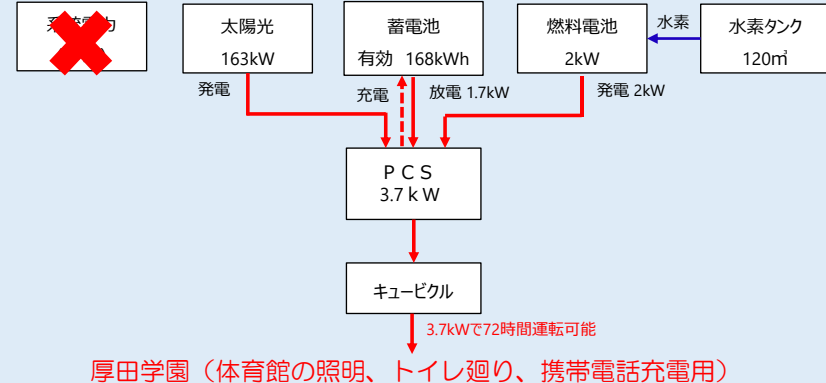 太陽光
163kW
蓄電池
有効 168kWh
燃料電池
2kW
水素
水素タンク
120㎥
発電
充電
放電 1.7kW
発電 2kW
ＰＣＳ
3.7ｋW
キュービクル
3.7kWで72時間運転可能
厚田学園（体育館の照明、トイレ廻り、携帯電話充電用）